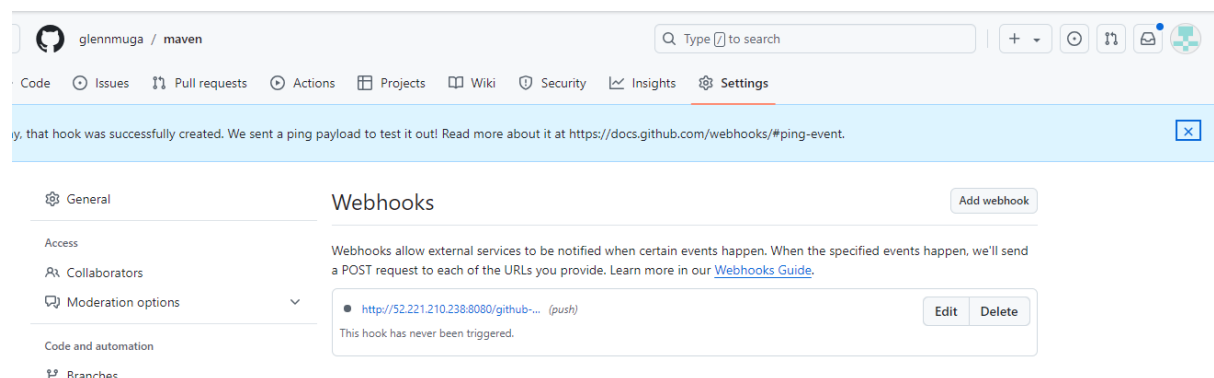 glennmuga / maven
Type / to search
Code Issues Pull requests Actions Projects Wiki Security Insights Settings
y, that hook was successfully created. We sent a ping payload to test it out! Read more about it at https://docs.github.com/webhooks/#ping-event.
General
Access
Collaborators
Moderation options
Code and automation
Branches
Webhooks
Add webhook
Webhooks allow external services to be notified when certain events happen. When the specified events happen, we'll send
a POST request to each of the URLs you provide. Learn more in our Webhooks Guide.
http://52.221.210.238:8080/github-... (push)
Edit Delete
This hook has never been triggered.